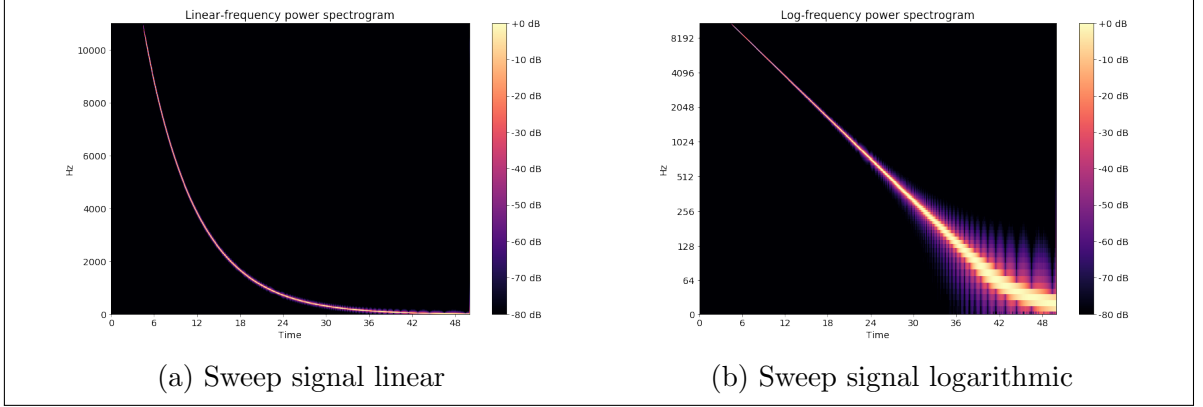 Linear-frequency power spectrogram
10000
8000
6000
4000
2000
0
Hz
0 6 12 18 24 30 36 42 48
Time
+0 dB
-10 dB
-20 dB
-30 dB
-40 dB
-50 dB
-60 dB
-70 dB
-80 dB
(a) Sweep signal linear
Log-frequency power spectrogram
8192
4096
2048
1024
512
256
128
64
0
Hz
0 6 12 18 24 30 36 42 48
Time
+0 dB
-10 dB
-20 dB
-30 dB
-40 dB
-50 dB
-60 dB
-70 dB
-80 dB
(b) Sweep signal logarithmic